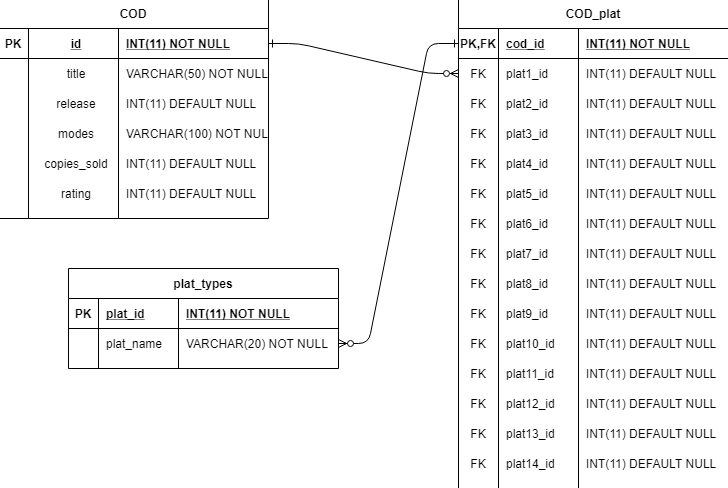 COD
PK id INT(11) NOT NULL
title VARCHAR(50) NOT NULL
release INT(11) DEFAULT NULL
modes VARCHAR(100) NOT NUL
copies_sold INT(11) DEFAULT NULL
rating INT(11) DEFAULT NULL
plat_types
PK plat_id INT(11) NOT NULL
plat_name VARCHAR(20) NOT NULL
COD_plat
PK,FK cod_id INT(11) NOT NULL
FK plat1_id INT(11) DEFAULT NULL
FK plat2_id INT(11) DEFAULT NULL
FK plat3_id INT(11) DEFAULT NULL
FK plat4_id INT(11) DEFAULT NULL
FK plat5_id INT(11) DEFAULT NULL
FK plat6_id INT(11) DEFAULT NULL
FK plat7_id INT(11) DEFAULT NULL
FK plat8_id INT(11) DEFAULT NULL
FK plat9_id INT(11) DEFAULT NULL
FK plat10_id INT(11) DEFAULT NULL
FK plat11_id INT(11) DEFAULT NULL
FK plat12_id INT(11) DEFAULT NULL
FK plat13_id INT(11) DEFAULT NULL
FK plat14_id INT(11) DEFAULT NULL